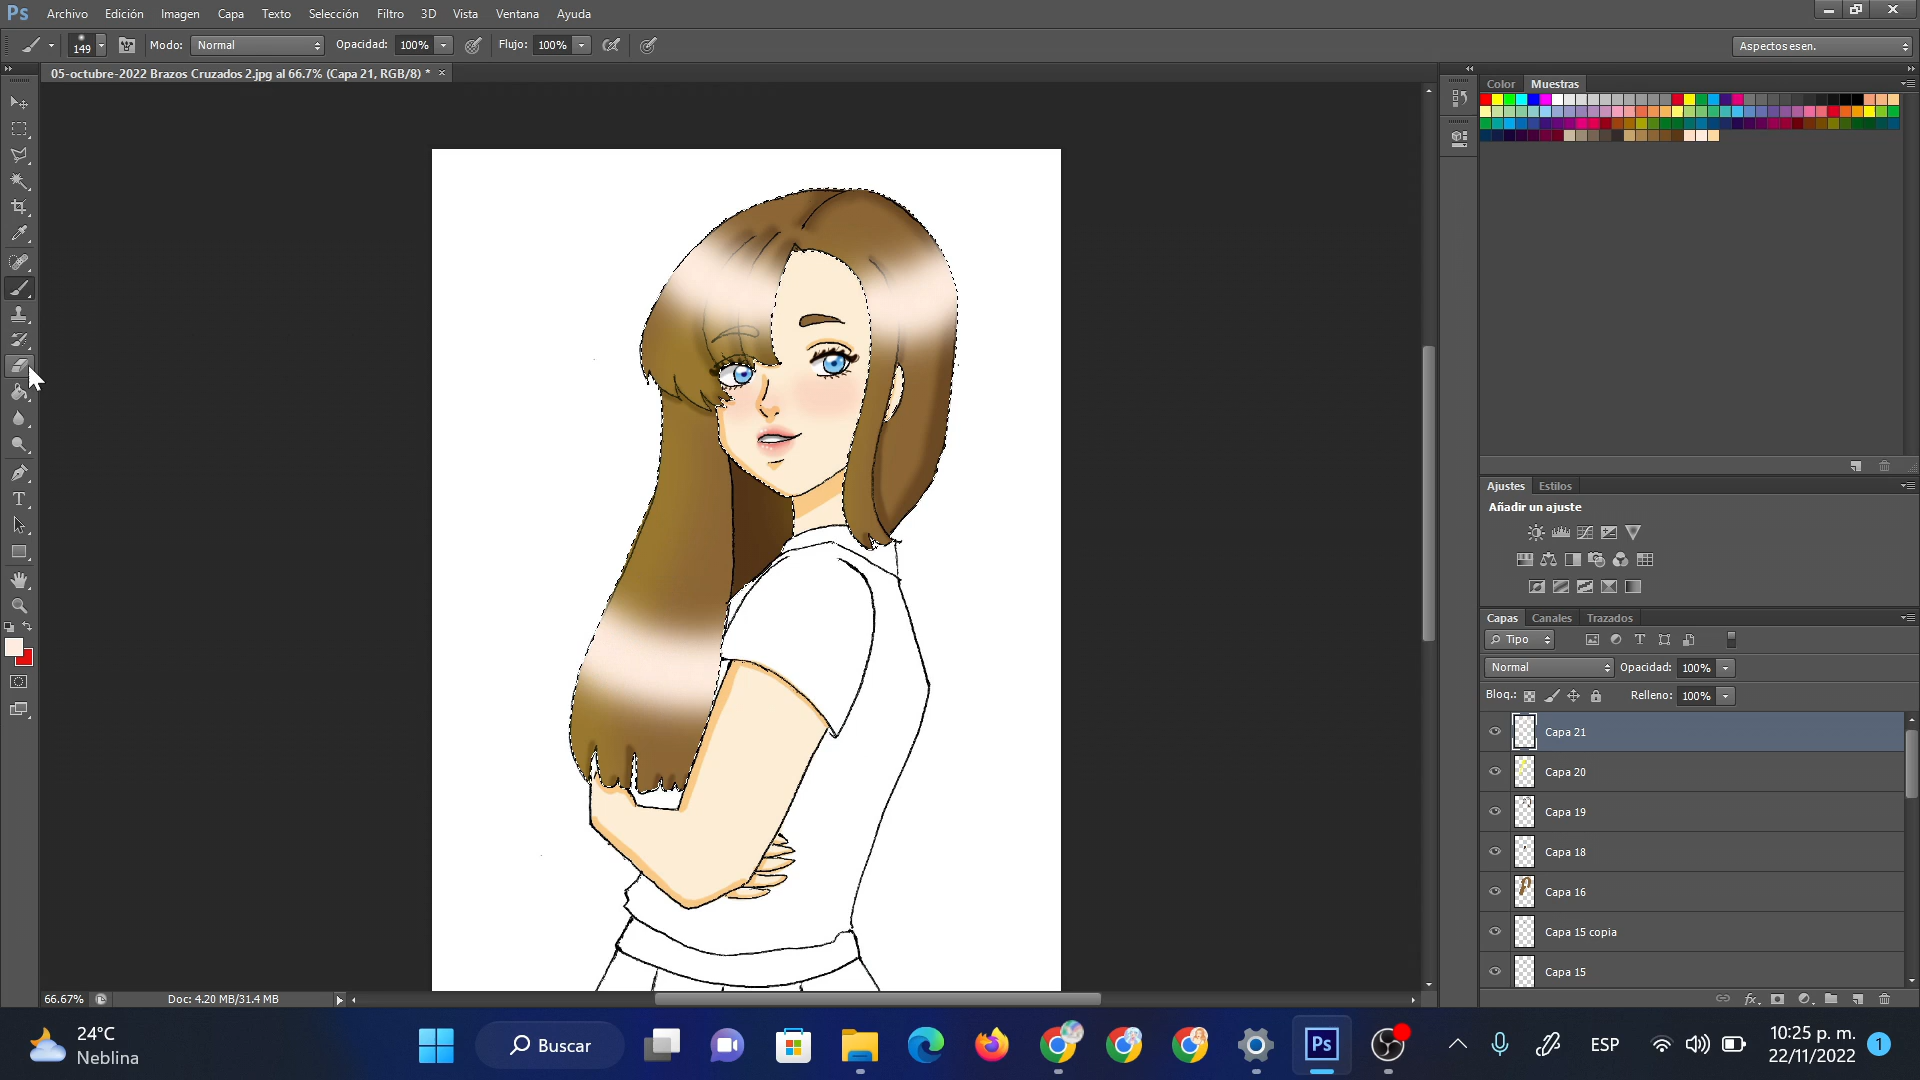 Ps Archivo Edición Imagen Capa Texto Selección Filtro 3D Vista Ventana Ayuda
149 Modo: Normal Opacidad: 100% Flujo: 100% Aspectos esen.
05-octubre-2022 Brazos Cruzados 2.jpg al 66.7% (Capa 21, RGB/8) *
Color Muestras
Ajustes Estilos
Añadir un ajuste
Capas Canales Trazados
Tipo
Normal Opacidad: 100%
Bloq.: Relleno: 100%
Capa 21
Capa 20
Capa 19
Capa 18
Capa 16
Capa 15 copia
Capa 15
66.67% Doc: 4.20 MB/31.4 MB
24°C
Neblina
Buscar
Ps
ESP
10:25 p. m.
22/11/2022
1